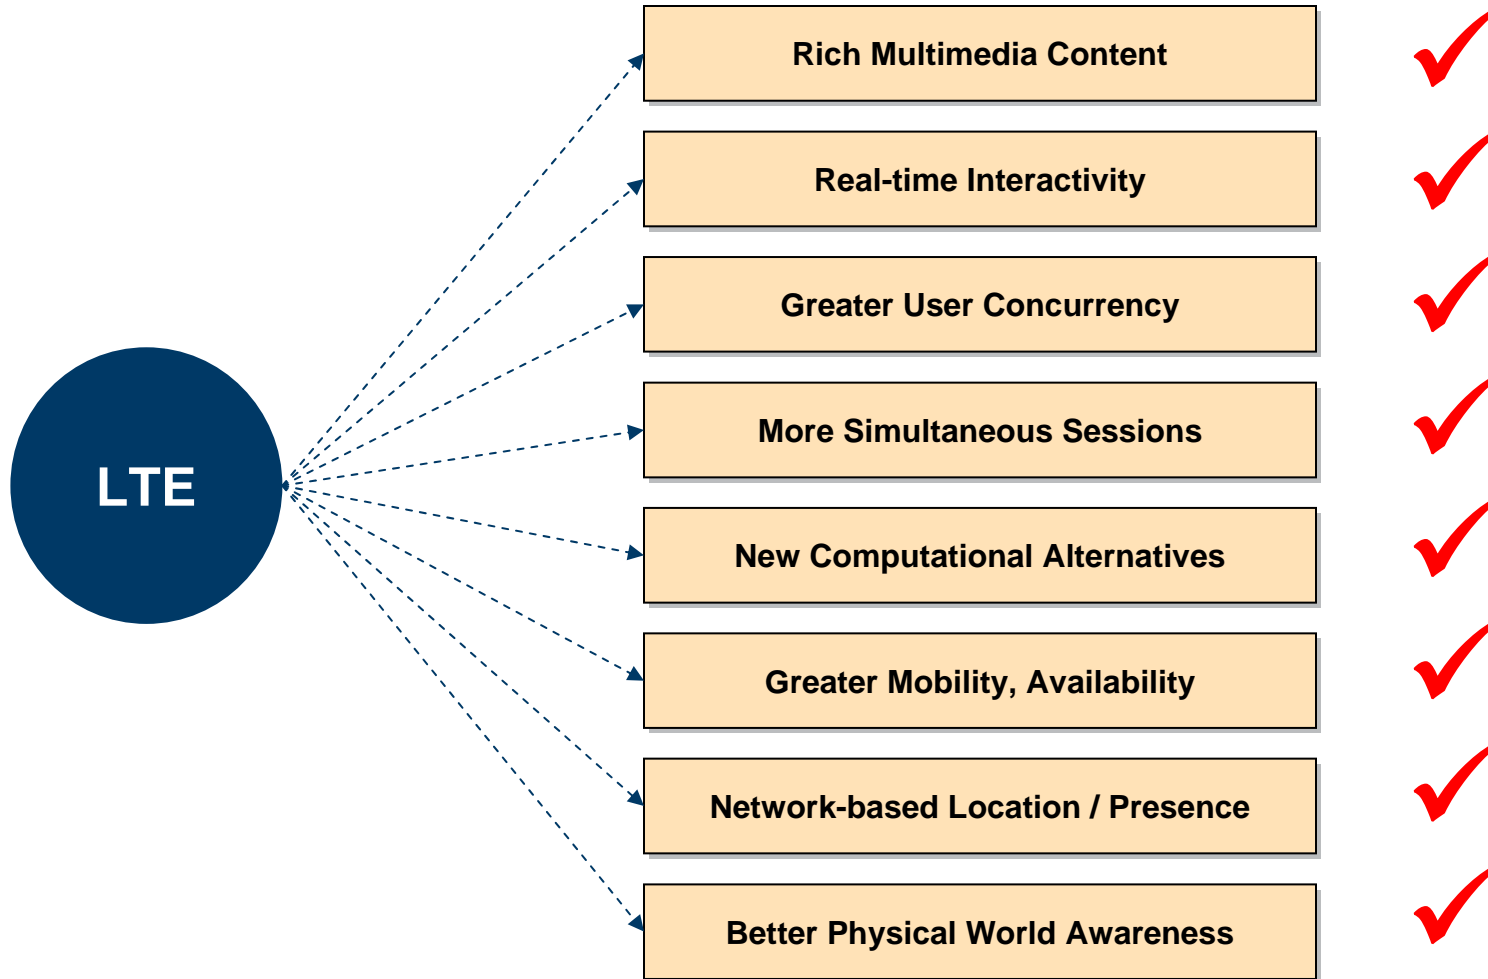 Rich Multimedia Content
Real-time Interactivity
Greater User Concurrency
More Simultaneous Sessions
LTE
New Computational Alternatives
Greater Mobility, Availability
Network-based Location / Presence
Better Physical World Awareness